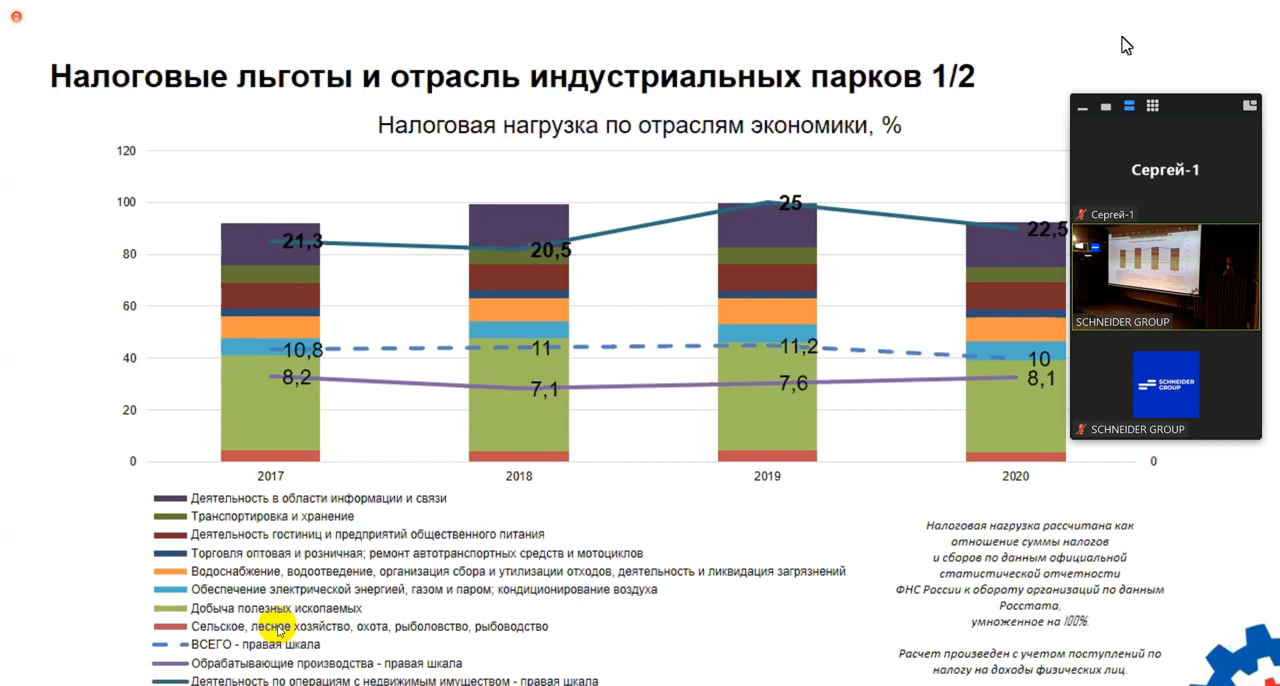 Налоговые льготы и отрасль индустриальных парков 1/2
Налоговая нагрузка по отраслям экономики, %
120
100
80
60
40
20
0
21,3
20,5
25
22,5
10,8
11
11,2
10
8,2
7,1
7,6
8,1
0
2017
2018
2019
2020
Деятельность в области информации и связи
Транспортировка и хранение
Деятельность гостиниц и предприятий общественного питания
Торговля оптовая и розничная; ремонт автотранспортных средств и мотоциклов
Водоснабжение, водоотведение, организация сбора и утилизации отходов, деятельность и ликвидация загрязнений
Обеспечение электрической энергией, газом и паром; кондиционирование воздуха
Добыча полезных ископаемых
Сельское, лесное хозяйство, охота, рыболовство, рыбоводство
ВСЕГО - правая шкала
Обрабатывающие производства - правая шкала
Деятельность по операциям с недвижимым имуществом - правая шкала
Налоговая нагрузка рассчитана как
отношение суммы налогов
и сборов по данным официальной
статистической отчетности
ФНС России к обороту организаций по данным
Росстата,
умноженное на 100%.
Расчет произведен с учетом поступлений по
налогу на доходы физических лиц.
Сергей-1
Сергей-1
SCHNEIDER GROUP
SCHNEIDER
GROUP
SCHNEIDER GROUP